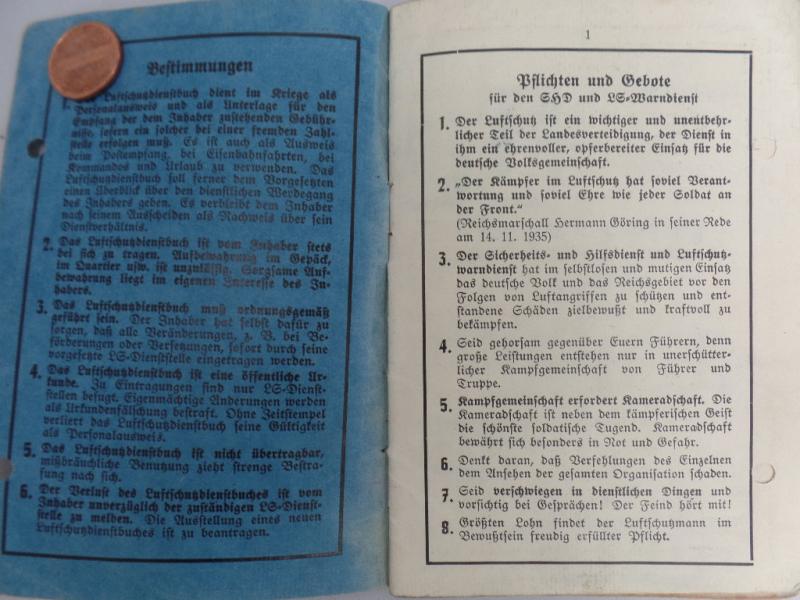 Bestimmungen
1. Das Luftschutzdienstbuch dient im Kriege als
Personalausweis und als Unterlage für den
Empfang der dem Inhaber zustehenden Gebühr-
nisse, sofern ein solcher bei einer fremden Zahl-
stelle erfolgen muß. Es ist auch als Ausweis
beim Postempfang, bei Eisenbahnfahrten, bei
Kommandos und Urlaub zu verwenden. Das
Luftschutzdienstbuch soll ferner dem Vorgesetzten
einen Überblick über den dienstlichen Werdegang
des Inhabers geben. Es verbleibt dem Inhaber
nach seinem Ausscheiden als Nachweis über sein
Dienstverhältnis.
2. Das Luftschutzdienstbuch ist vom Inhaber stets
bei sich zu tragen. Aufbewahrung im Gepäck,
im Quartier usw. ist unzulässig. Sorgsame Auf-
bewahrung liegt im eigenen Interesse des In-
habers.
3. Das Luftschutzdienstbuch muß ordnungsgemäß
geführt sein. Der Inhaber hat selbst dafür zu
sorgen, daß alle Veränderungen, z. B. bei Be-
förderungen oder Versetzungen, sofort durch seine
vorgesetzte LS-Dienststelle eingetragen werden.
4. Das Luftschutzdienstbuch ist eine öffentliche Ur-
kunde. Zu Eintragungen sind nur LS-Dienst-
stellen befugt. Eigenmächtige Änderungen werden
als Urkundenfälschung bestraft. Ohne Zeitstempel
verliert das Luftschutzdienstbuch seine Gültigkeit
als Personalausweis.
5. Das Luftschutzdienstbuch ist nicht übertragbar,
mißbräuchliche Benutzung zieht strenge Bestra-
fung nach sich.
6. Der Verlust des Luftschutzdienstbuches ist vom
Inhaber unverzüglich der zuständigen LS-Dienst-
stelle zu melden. Die Ausstellung eines neuen
Luftschutzdienstbuches ist zu beantragen.
1
Pflichten und Gebote
für den SHD und LS-Warndienst
1. Der Luftschutz ist ein wichtiger und unentbehr-
licher Teil der Landesverteidigung, der Dienst in
ihm ein ehrenvoller, opferbereiter Einsatz für die
deutsche Volksgemeinschaft.
2. „Der Kämpfer im Luftschutz hat soviel Verant-
wortung und soviel Ehre wie jeder Soldat an
der Front.“
(Reichsmarschall Hermann Göring in seiner Rede
am 14. 11. 1935)
3. Der Sicherheits- und Hilfsdienst und Luftschutz-
warndienst hat im selbstlosen und mutigen Einsatz
das deutsche Volk und das Reichsgebiet vor den
Folgen von Luftangriffen zu schützen und ent-
standene Schäden zielbewußt und kraftvoll zu
bekämpfen.
4. Seid gehorsam gegenüber Euern Führern, denn
große Leistungen entstehen nur in unerschütter-
licher Kampfgemeinschaft von Führer und
Truppe.
5. Kampfgemeinschaft erfordert Kameradschaft. Die
Kameradschaft ist neben dem kämpferischen Geist
die schönste soldatische Tugend. Kameradschaft
bewährt sich besonders in Not und Gefahr.
6. Denkt daran, daß Verfehlungen des Einzelnen
dem Ansehen der gesamten Organisation schaden.
7. Seid verschwiegen in dienstlichen Dingen und
vorsichtig bei Gesprächen! Der Feind hört mit!
8. Größten Lohn findet der Luftschutzmann im
Bewußtsein freudig erfüllter Pflicht.